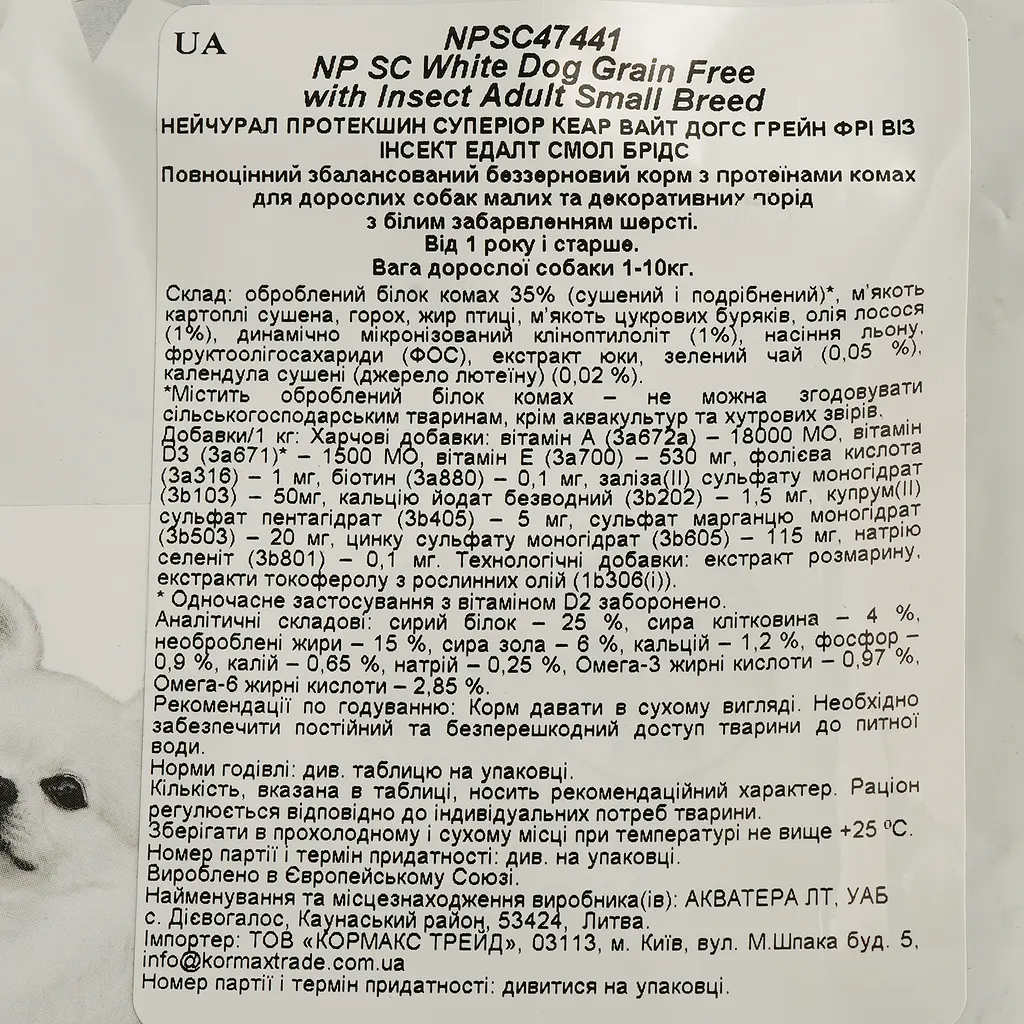 UA
NPSC47441
NP SC White Dog Grain Free
with Insect Adult Small Breed
НЕЙЧУРАЛ ПРОТЕКШИН СУПЕРІОР КЕАР ВАЙТ ДОГС ГРЕЙН ФРІ ВІЗ
ІНСЕКТ ЕДАЛТ СМОЛ БРІДС
Повноцінний збалансований беззерновий корм з протеїнами комах
для дорослих собак малих та декоративних порід
з білим забарвленням шерсті.
Від 1 року і старше.
Вага дорослої собаки 1-10кг.
Склад: оброблений білок комах 35% (сушений і подрібнений)*, м’якоть
картоплі сушена, горох, жир птиці, м’якоть цукрових буряків, олія лосося
(1%), динамічно мікронізований кліноптилоліт (1%), насіння льону,
фруктоолігосахариди (ФОС), екстракт юки, зелений чай (0,05 %),
календула сушені (джерело лютеїну) (0,02 %).
*Містить оброблений білок комах – не можна згодовувати
сільськогосподарським тваринам, крім аквакультур та хутрових звірів.
Добавки/1 кг: Харчові добавки: вітамін А (3а672а) – 18000 МО, вітамін
D3 (3а671)* – 1500 МО, вітамін Е (3а700) – 530 мг, фолієва кислота
(3а316) – 1 мг, біотин (3а880) – 0,1 мг, заліза(ІІ) сульфату моногідрат
(3b103) – 50мг, кальцію йодат безводний (3b202) – 1,5 мг, купрум(ІІ)
сульфат пентагідрат (3b405) – 5 мг, сульфат марганцю моногідрат
(3b503) – 20 мг, цинку сульфату моногідрат (3b605) – 115 мг, натрію
селеніт (3b801) – 0,1 мг. Технологічні добавки: екстракт розмарину,
екстракти токоферолу з рослинних олій (1b306(i)).
* Одночасне застосування з вітаміном D2 заборонено.
Аналітичні складові: сирий білок – 25 %, сира клітковина – 4 %,
необроблені жири – 15 %, сира зола – 6 %, кальцій – 1,2 %, фосфор –
0,9 %, калій – 0,65 %, натрій – 0,25 %, Омега-3 жирні кислоти – 0,97 %,
Омега-6 жирні кислоти – 2,85 %.
Рекомендації по годуванню: Корм давати в сухому вигляді. Необхідно
забезпечити постійний та безперешкодний доступ тварини до питної
води.
Норми годівлі: див. таблицю на упаковці.
Кількість, вказана в таблиці, носить рекомендаційний характер. Раціон
регулюється відповідно до індивідуальних потреб тварини.
Зберігати в прохолодному і сухому місці при температурі не вище +25 ⁰С.
Номер партії і термін придатності: див. на упаковці.
Вироблено в Європейському Союзі.
Найменування та місцезнаходження виробника(ів): АКВАТЕРА ЛТ, УАБ
с. Дієвогалос, Каунаський район, 53424, Литва.
Імпортер: ТОВ «КОРМАКС ТРЕЙД», 03113, м. Київ, вул. М.Шпака буд. 5,
info@kormaxtrade.com.ua
Номер партії і термін придатності: дивитися на упаковці.